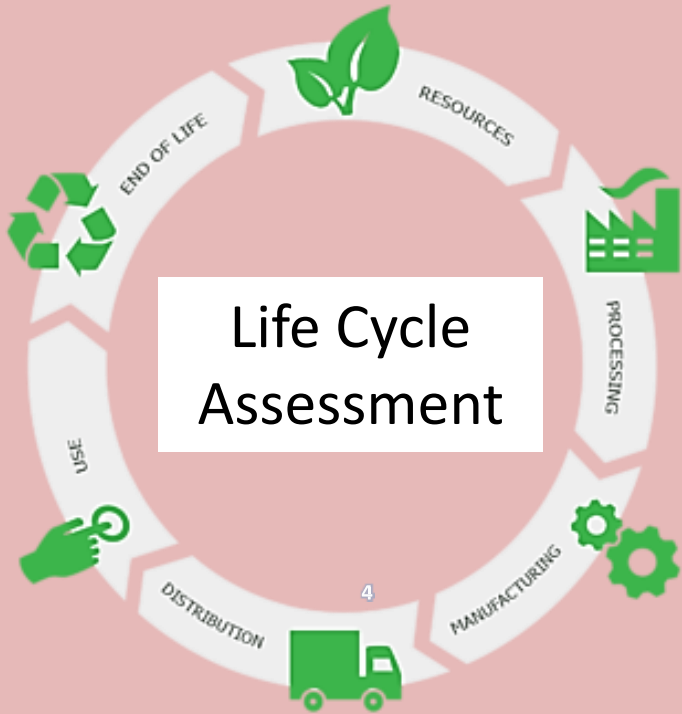 Life Cycle
Assessment
RESOURCES
PROCESSING
MANUFACTURING
DISTRIBUTION
USE
END OF LIFE
4